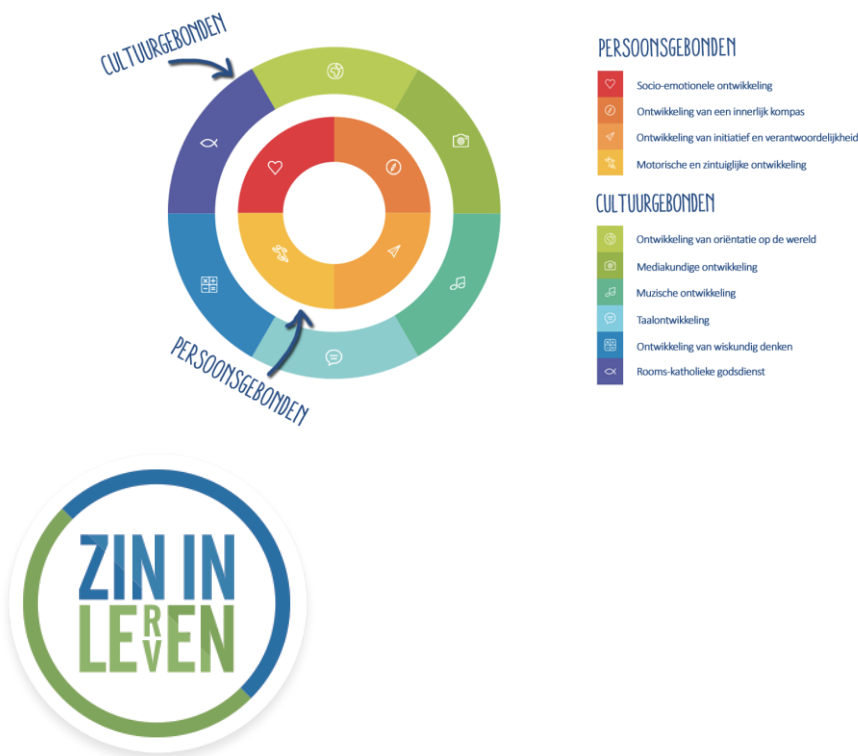 CULTUURGEBONDEN
PERSOONSGEBONDEN
PERSOONSGEBONDEN
Socio-emotionele ontwikkeling
Ontwikkeling van een innerlijk kompas
Ontwikkeling van initiatief en verantwoordelijkheid
Motorische en zintuiglijke ontwikkeling
CULTUURGEBONDEN
Ontwikkeling van oriëntatie op de wereld
Mediakundige ontwikkeling
Muzische ontwikkeling
Taalontwikkeling
Ontwikkeling van wiskundig denken
Rooms-katholieke godsdienst
ZIN IN
LERVEN